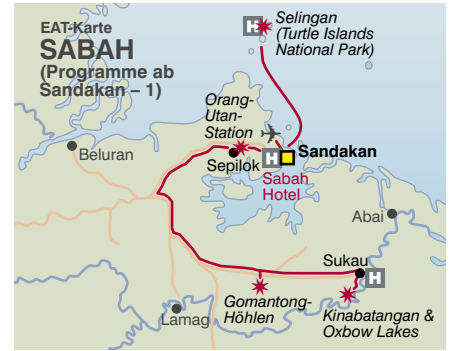 EAT-Karte
SABAH
(Programme ab
Sandakan – 1)
H
Selingan
(Turtle Islands
National Park)
Orang-
Utan-
Station
Beluran
Sepilok
H
Sandakan
Sabah
Hotel
Abai
Sukau
H
Gomantong-
Höhlen
Kinabatangan &
Oxbow Lakes
Lamag